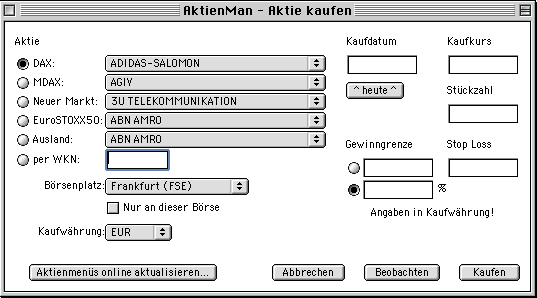 AktienMan - Aktie kaufen
Aktie
DAX: ADIDAS-SALOMON
MDAX: AGIV
Neuer Markt: 3U TELEKOMMUNIKATION
EuroSTOXX50: ABN AMRO
Ausland: ABN AMRO
per WKN:
Börsenplatz: Frankfurt (FSE)
Nur an dieser Börse
Kaufwährung: EUR
Kaufdatum Kaufkurs
^ heute ^ Stückzahl
Gewinngrenze Stop Loss
%
Angaben in Kaufwährung!
Aktienmenüs online aktualisieren... Abbrechen Beobachten Kaufen